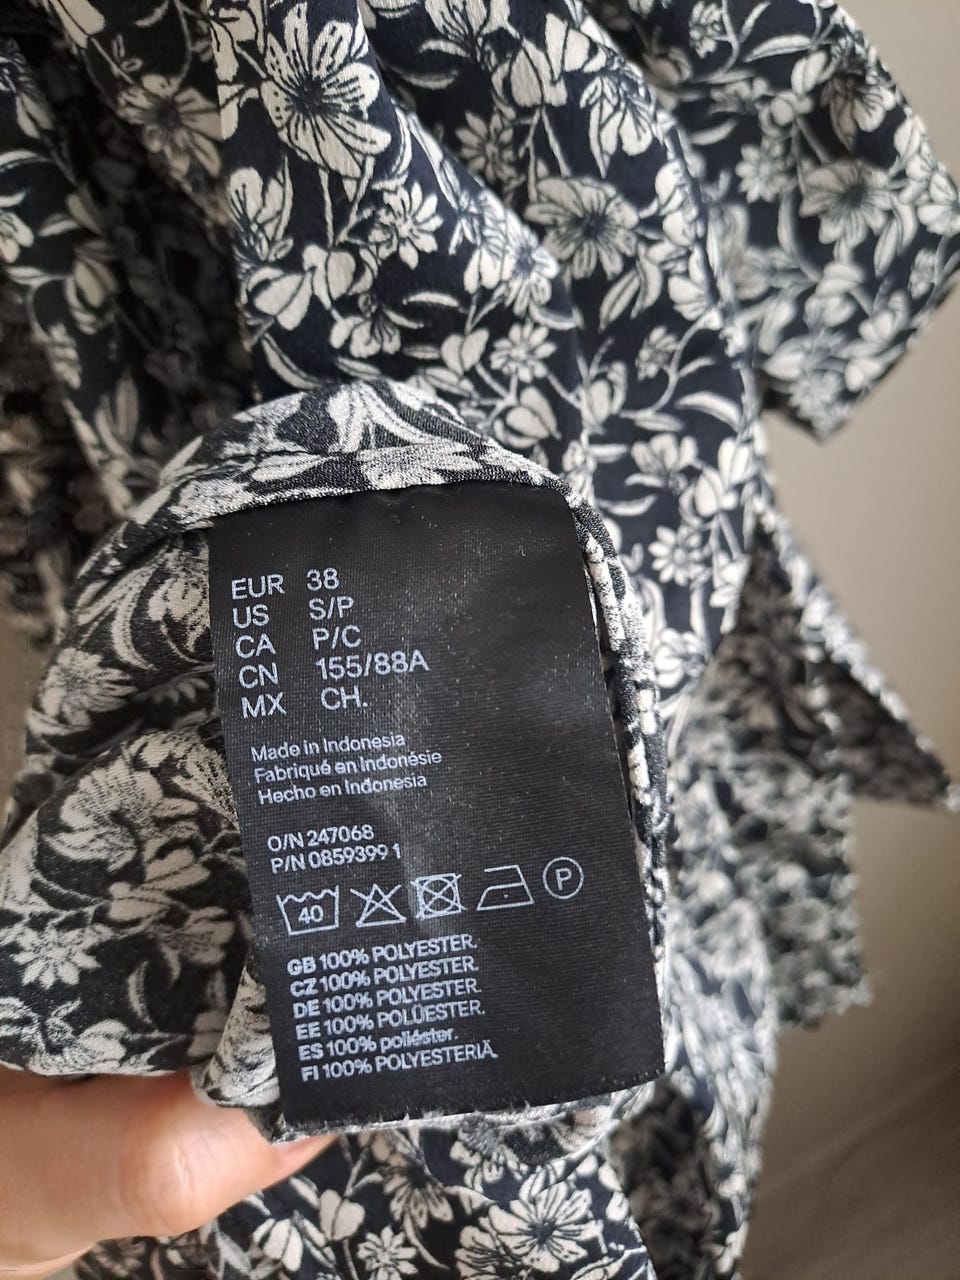 EUR 38
US S/P
CA P/C
CN 155/88A
MX CH.
Made in Indonesia
Fabriqué en Indonésie
Hecho en Indonesia
O/N 247068
P/N 0859399 1
40
P
GB 100% POLYESTER.
CZ 100% POLYESTER.
DE 100% POLYESTER.
EE 100% POLÜESTER.
ES 100% poliéster.
FI 100% POLYESTERIÄ.